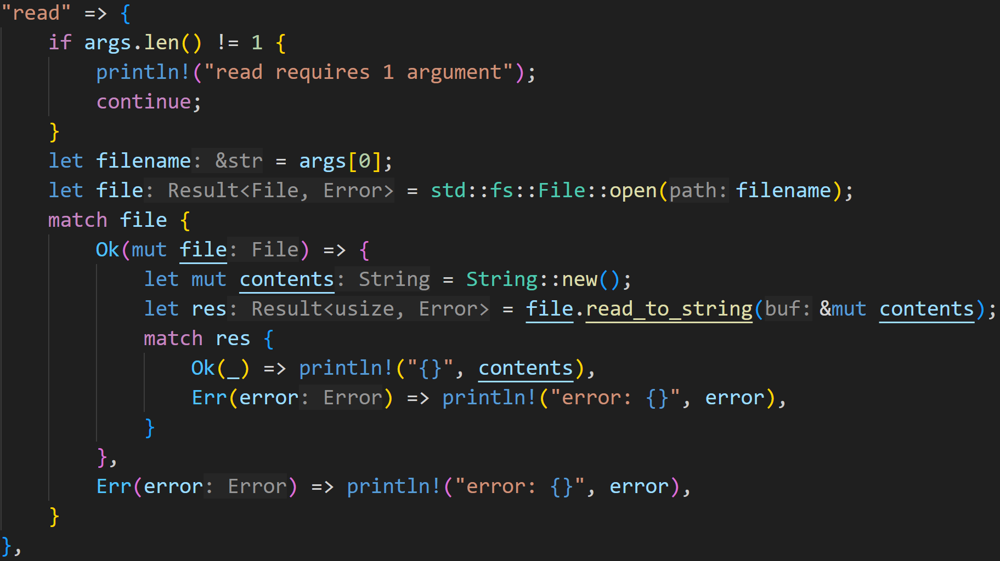 "read" => {
    if args.len() != 1 {
        println!("read requires 1 argument");
        continue;
    }
    let filename: &str = args[0];
    let file: Result<File, Error> = std::fs::File::open(path: filename);
    match file {
        Ok(mut file: File) => {
            let mut contents: String = String::new();
            let res: Result<usize, Error> = file.read_to_string(buf: &mut contents);
            match res {
                Ok(_) => println!("{}", contents),
                Err(error: Error) => println!("error: {}", error),
            }
        },
        Err(error: Error) => println!("error: {}", error),
    }
},